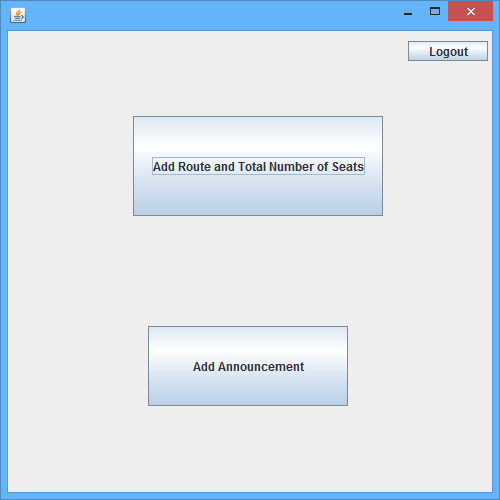 Logout
Add Route and Total Number of Seats
Add Announcement